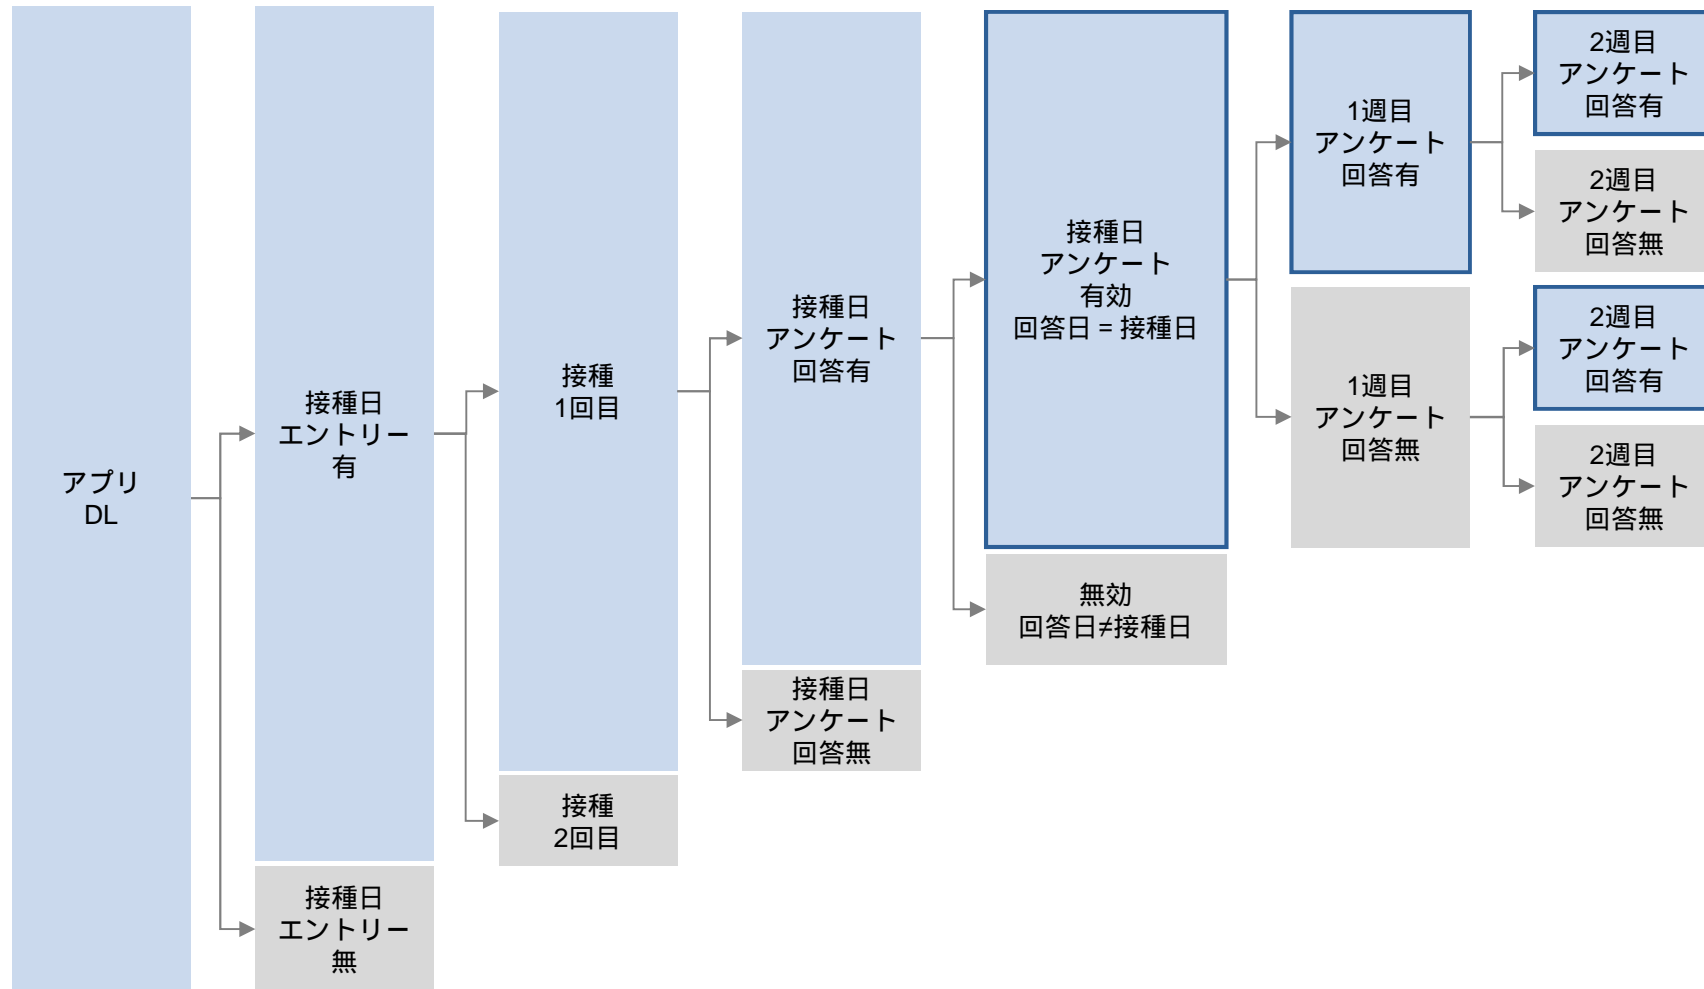 アプリ
DL
接種日
エントリー
有
接種日
エントリー
無
接種
1回目
接種
2回目
接種日
アンケート
回答有
接種日
アンケート
回答無
接種日
アンケート
有効
回答日 = 接種日
無効
回答日≠接種日
1週目
アンケート
回答有
1週目
アンケート
回答無
2週目
アンケート
回答有
2週目
アンケート
回答無
2週目
アンケート
回答有
2週目
アンケート
回答無